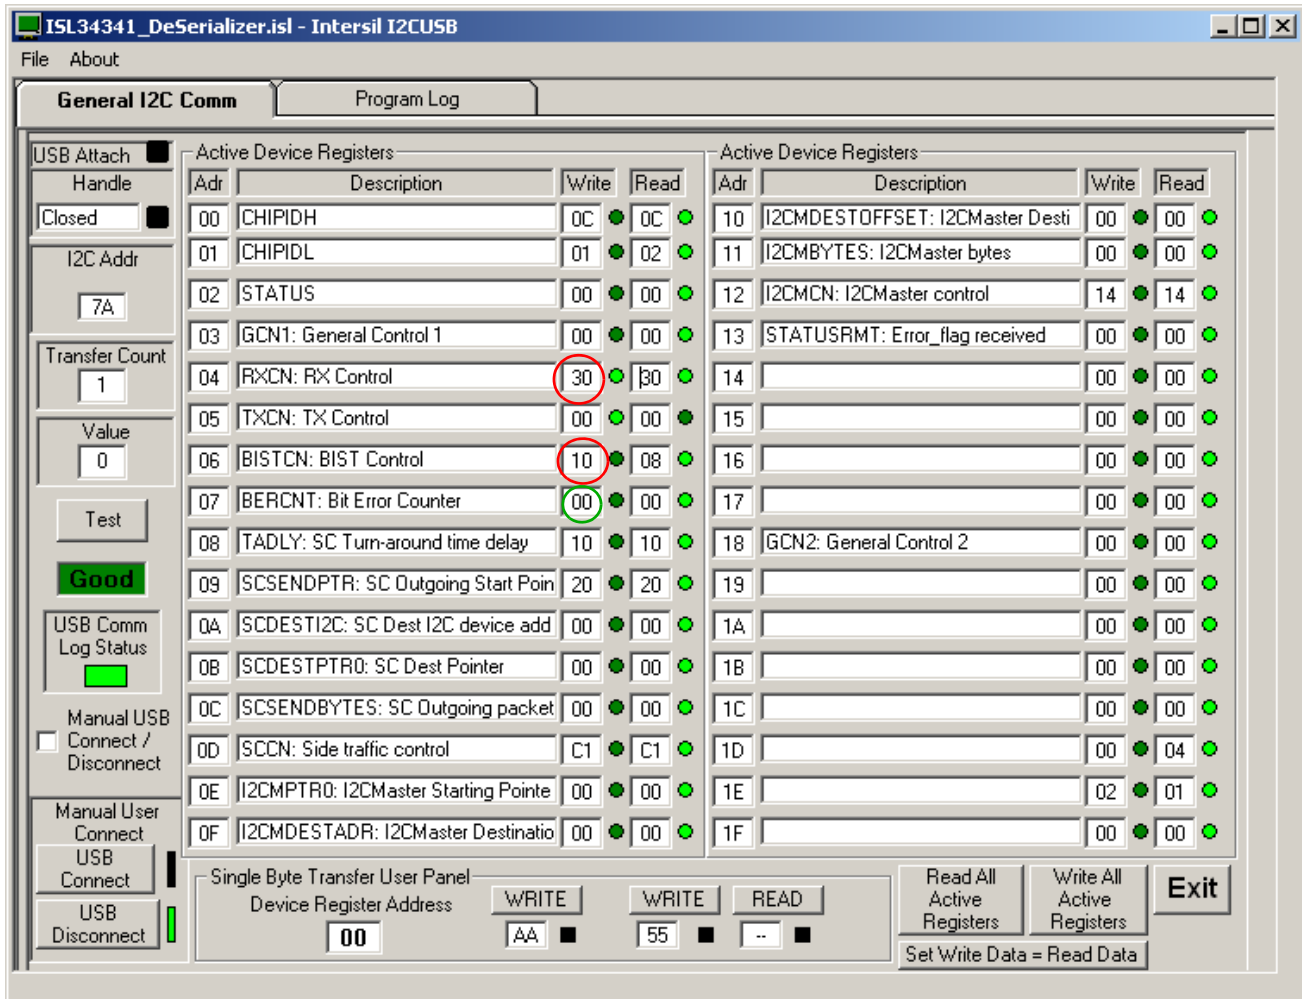 ISL34341_DeSerializer.isl - Intersil I2CUSB
File About
General I2C Comm Program Log
USB Attach
Handle
Closed
I2C Addr
7A
Transfer Count
1
Value
0
Test
Good
USB Comm
Log Status
Manual USB
Connect /
Disconnect
Manual User
Connect
USB
Connect
USB
Disconnect
Active Device Registers
Adr Description Write Read
00 CHIPIDH 0C 0C
01 CHIPIDL 01 02
02 STATUS 00 00
03 GCN1: General Control 1 00 00
04 RXCN: RX Control 30 30
05 TXCN: TX Control 00 00
06 BISTCN: BIST Control 10 08
07 BERCNT: Bit Error Counter 00 00
08 TADLY: SC Turn-around time delay 10 10
09 SCSENDPTR: SC Outgoing Start Poin 20 20
0A SCDESTI2C: SC Dest I2C device add 00 00
0B SCDESTPTR0: SC Dest Pointer 00 00
0C SCSENDBYTES: SC Outgoing packet 00 00
0D SCCN: Side traffic control C1 C1
0E I2CMPTR0: I2CMaster Starting Pointe 00 00
0F I2CMDESTADR: I2CMaster Destinatio 00 00
Active Device Registers
Adr Description Write Read
10 I2CMDESTOFFSET: I2CMaster Desti 00 00
11 I2CMBYTES: I2CMaster bytes 00 00
12 I2CMCN: I2CMaster control 14 14
13 STATUSRMT: Error_flag received 00 00
14 00 00
15 00 00
16 00 00
17 00 00
18 GCN2: General Control 2 00 00
19 00 00
1A 00 00
1B 00 00
1C 00 00
1D 00 04
1E 02 01
1F 00 00
Single Byte Transfer User Panel
Device Register Address
00
WRITE
AA
WRITE
55
READ
--
Read All
Active
Registers
Write All
Active
Registers
Exit
Set Write Data = Read Data